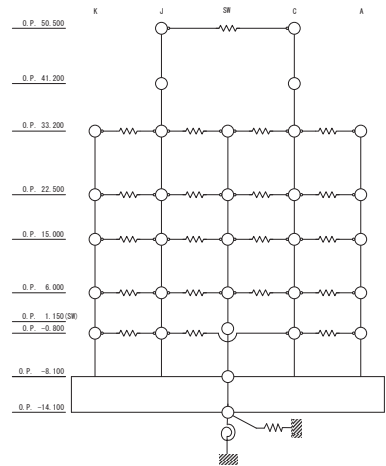 K J SW C A
O.P. 50.500
O.P. 41.200
O.P. 33.200
O.P. 22.500
O.P. 15.000
O.P. 6.000
O.P. 1.150(SW)
O.P. -0.800
O.P. -8.100
O.P. -14.100